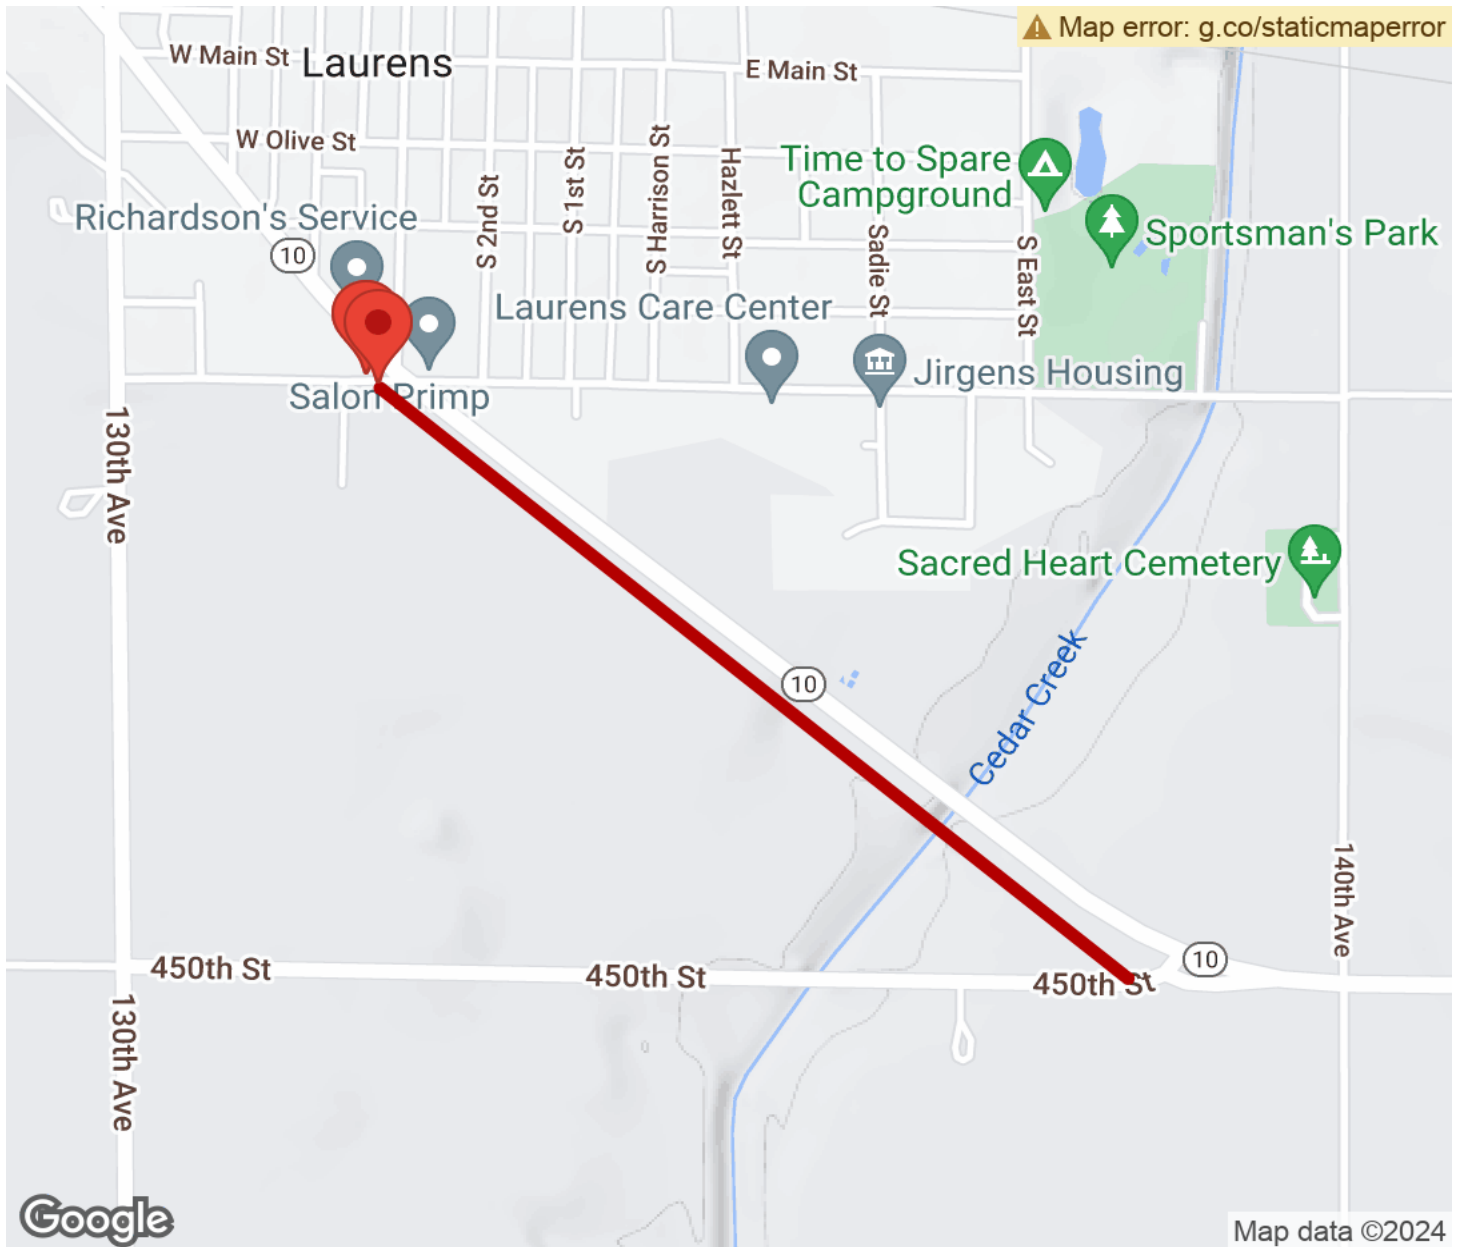 Map error: g.co/staticmaperror
W Main St
Laurens
E Main St
W Olive St
S 2nd St
S 1st St
S Harrison St
Hazlett St
Time to Spare
Campground
Sadie St
S East St
Sportsman's Park
Richardson's Service
10
Laurens Care Center
Jirgens Housing
Salon Primp
130th Ave
Sacred Heart Cemetery
10
Cedar Creek
140th Ave
450th St
450th St
450th St
10
130th Ave
Google
Map data ©2024